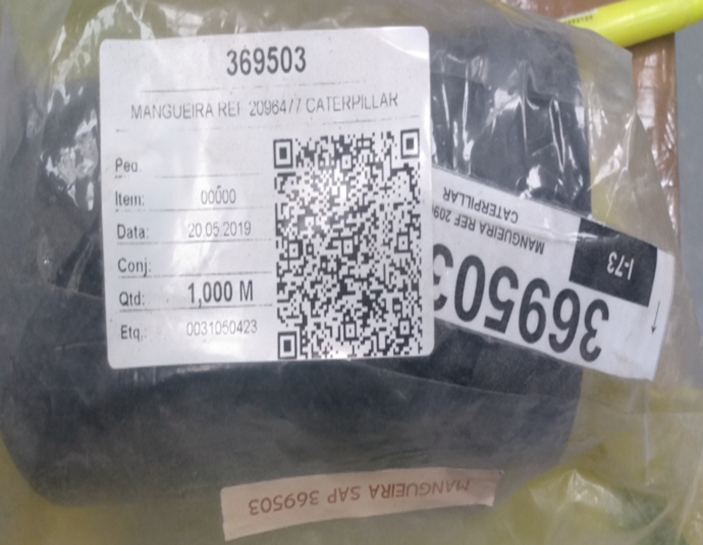 369503
MANGUEIRA REF 2096477 CATERPILLAR
Ped.
Item: 00000
Data: 20.05.2019
Conj:
Qtd: 1,000 M
Etq.: 0031050423
I-73
369503
MANGUEIRA REF 209
CATERPILLAR
MANGUEIRA SAP 369503